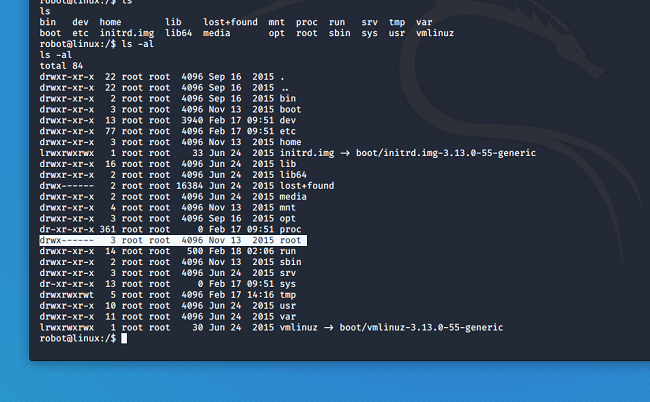 robot@linux:/$ ls
ls
bin   dev  home        lib    lost+found  mnt  proc  run   srv  tmp  var
boot  etc  initrd.img  lib64  media       opt  root  sbin  sys  usr  vmlinuz
robot@linux:/$ ls -al
ls -al
total 84
drwxr-xr-x  22 root root  4096 Sep 16  2015 .
drwxr-xr-x  22 root root  4096 Sep 16  2015 ..
drwxr-xr-x   2 root root  4096 Sep 16  2015 bin
drwxr-xr-x   3 root root  4096 Nov 13  2015 boot
drwxr-xr-x  13 root root  3940 Feb 17 09:51 dev
drwxr-xr-x  77 root root  4096 Feb 17 09:51 etc
drwxr-xr-x   3 root root  4096 Nov 13  2015 home
lrwxrwxrwx   1 root root    33 Jun 24  2015 initrd.img → boot/initrd.img-3.13.0-55-generic
drwxr-xr-x  16 root root  4096 Jun 24  2015 lib
drwxr-xr-x   2 root root  4096 Jun 24  2015 lib64
drwx------   2 root root 16384 Jun 24  2015 lost+found
drwxr-xr-x   2 root root  4096 Jun 24  2015 media
drwxr-xr-x   4 root root  4096 Nov 13  2015 mnt
drwxr-xr-x   3 root root  4096 Sep 16  2015 opt
dr-xr-xr-x 361 root root     0 Feb 17 09:51 proc
drwx------   3 root root  4096 Nov 13  2015 root
drwxr-xr-x  14 root root   500 Feb 18 02:06 run
drwxr-xr-x   2 root root  4096 Nov 13  2015 sbin
drwxr-xr-x   3 root root  4096 Jun 24  2015 srv
dr-xr-xr-x  13 root root     0 Feb 17 09:51 sys
drwxrwxrwt   5 root root  4096 Feb 17 14:16 tmp
drwxr-xr-x  10 root root  4096 Jun 24  2015 usr
drwxr-xr-x  11 root root  4096 Jun 24  2015 var
lrwxrwxrwx   1 root root    30 Jun 24  2015 vmlinuz → boot/vmlinuz-3.13.0-55-generic
robot@linux:/$